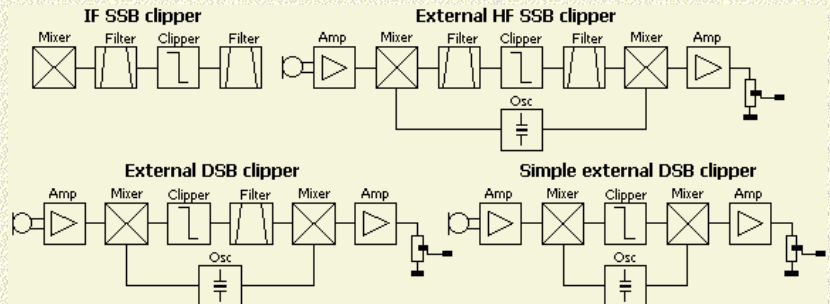 IF SSB clipper
Mixer Filter Clipper Filter
External HF SSB clipper
Amp Mixer Filter Clipper Filter Mixer Amp
Osc
External DSB clipper
Amp Mixer Clipper Filter Mixer Amp
Osc
Simple external DSB clipper
Amp Mixer Clipper Mixer Amp
Osc